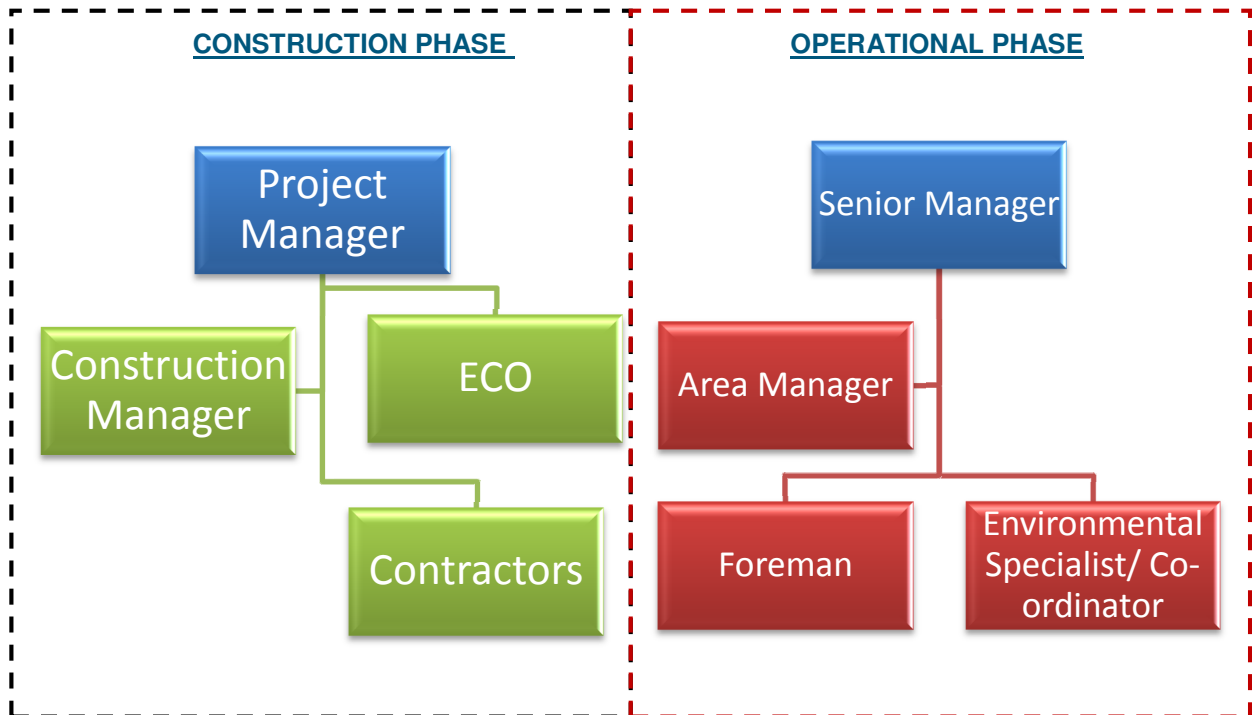 CONSTRUCTION PHASE
OPERATIONAL PHASE
Project
Manager
Construction
Manager
ECO
Contractors
Senior Manager
Area Manager
Foreman
Environmental
Specialist/ Co-
ordinator